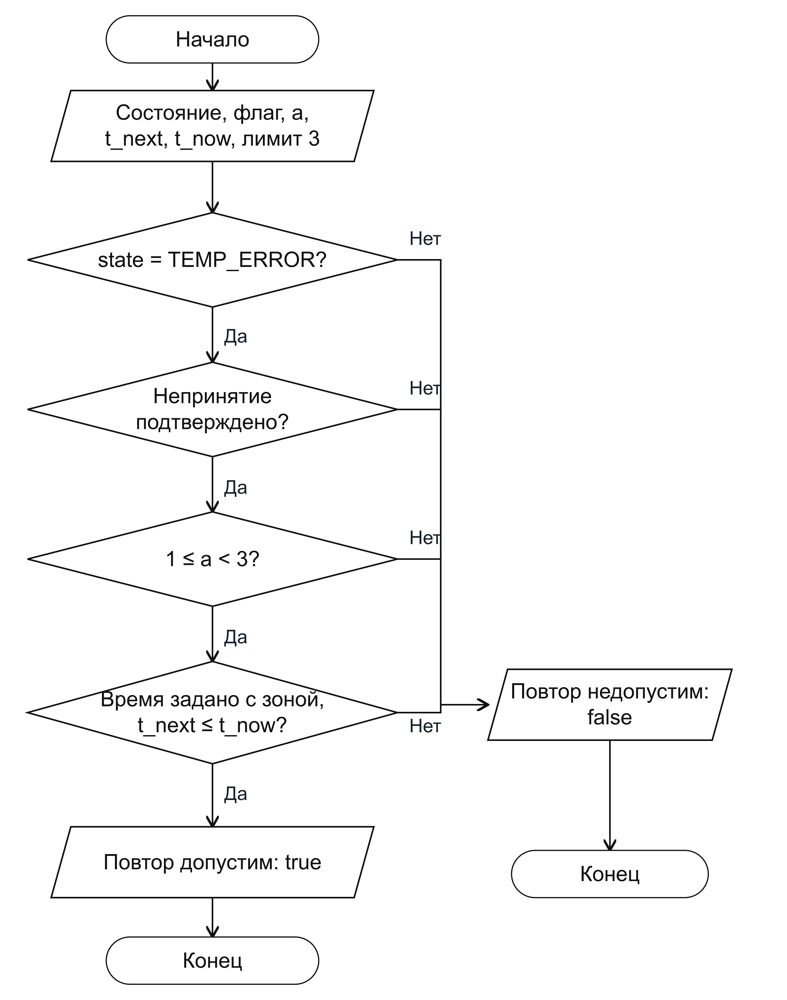 Начало
Состояние, флаг, a,
t_next, t_now, лимит 3
state = TEMP_ERROR?
Нет
Да
Непринятие
подтверждено?
Нет
Да
1 ≤ a < 3?
Нет
Да
Время задано с зоной,
t_next ≤ t_now?
Нет
Повтор недопустим:
false
Да
Повтор допустим: true
Конец
Конец